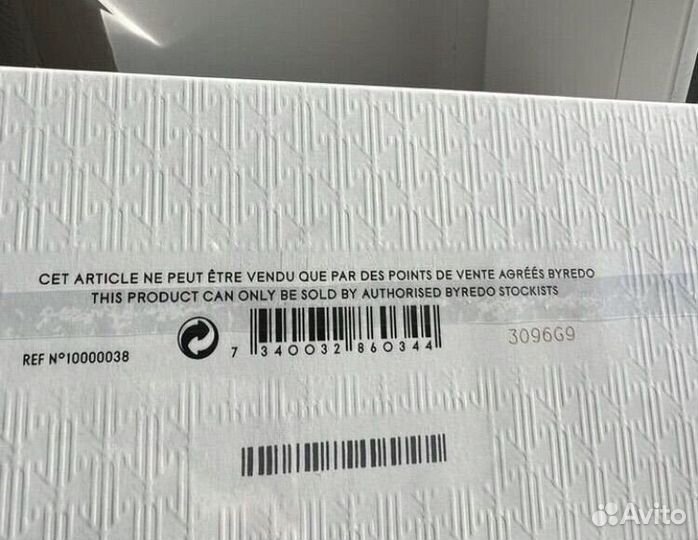 CET ARTICLE NE PEUT ÊTRE VENDU QUE PAR DES POINTS DE VENTE AGRÉÉS BYREDO
THIS PRODUCT CAN ONLY BE SOLD BY AUTHORISED BYREDO STOCKISTS
REF N°10000038
7 340032 860344
3096G9
Avito